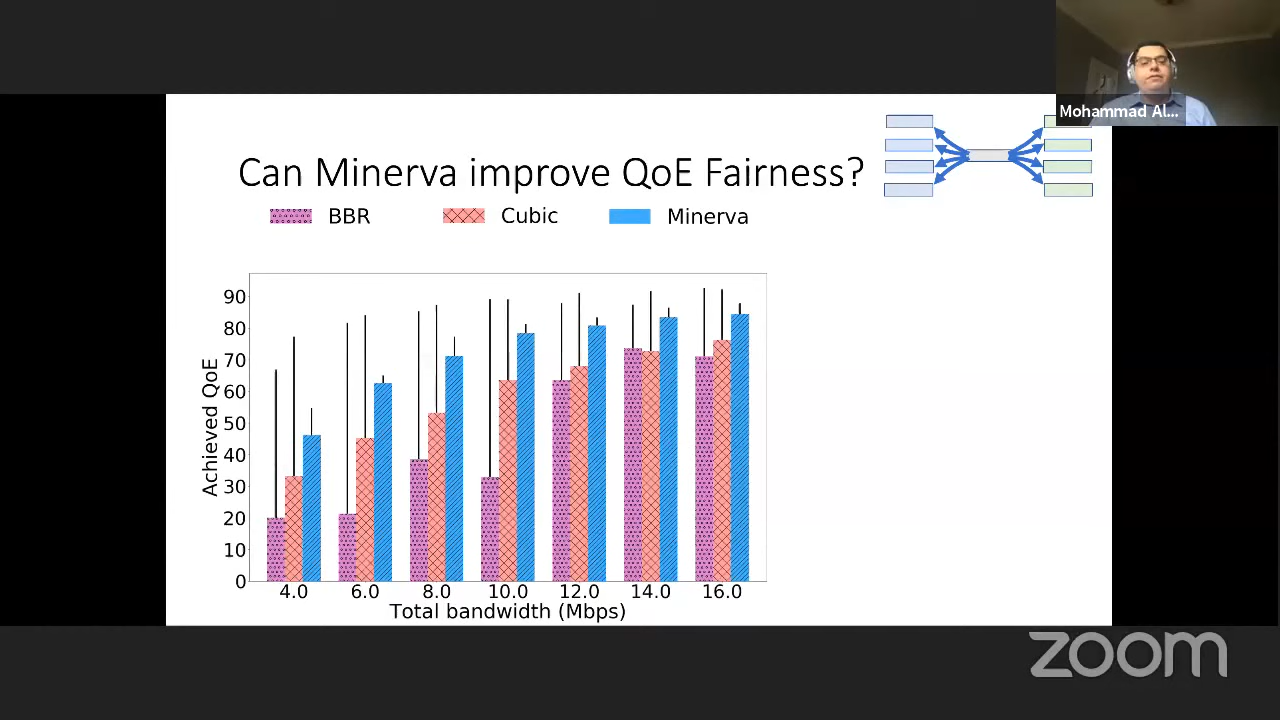 Mohammad Al...
Can Minerva improve QoE Fairness?
BBR Cubic Minerva
Achieved QoE
90
80
70
60
50
40
30
20
10
0
4.0 6.0 8.0 10.0 12.0 14.0 16.0
Total bandwidth (Mbps)
zoom